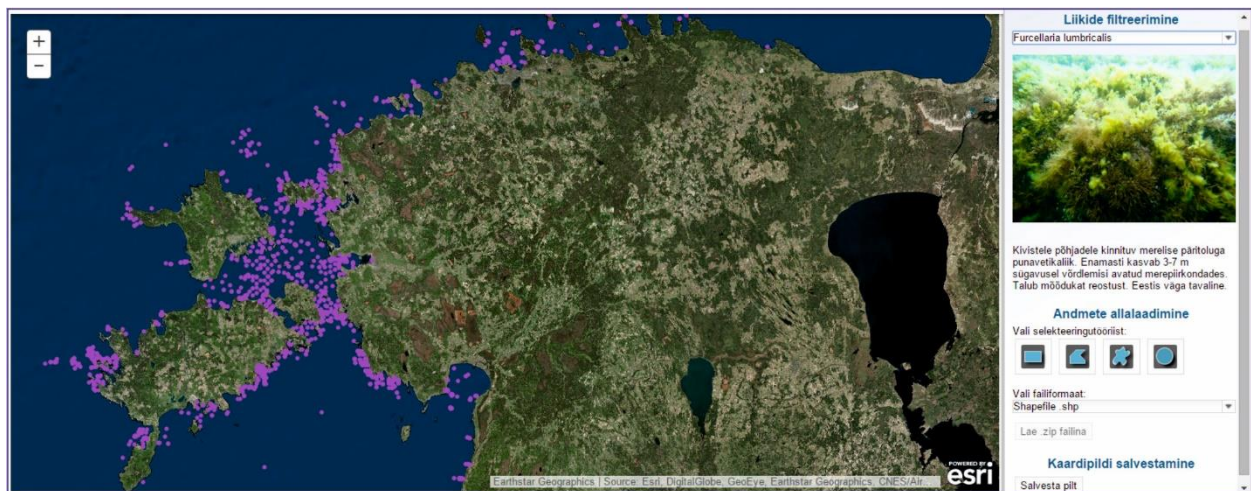 +
−
Liikide filtreerimine
Furcellaria lumbricalis
Kivistele põhjadele kinnituv merelise päritoluga
punavetikaliik. Enamasti kasvab 3-7 m
sügavusel võrdlemisi avatud merepiirkondades.
Talub mõõdukat reostust. Eestis väga tavaline.
Andmete allalaadimine
Vali selekteeringutööriist:
Vali failiformaat:
Shapefile .shp
Lae .zip failina
Kaardipildi salvestamine
Salvesta pilt
POWERED BY
esri
Earthstar Geographics | Source: Esri, DigitalGlobe, GeoEye, Earthstar Geographics, CNES/Air...